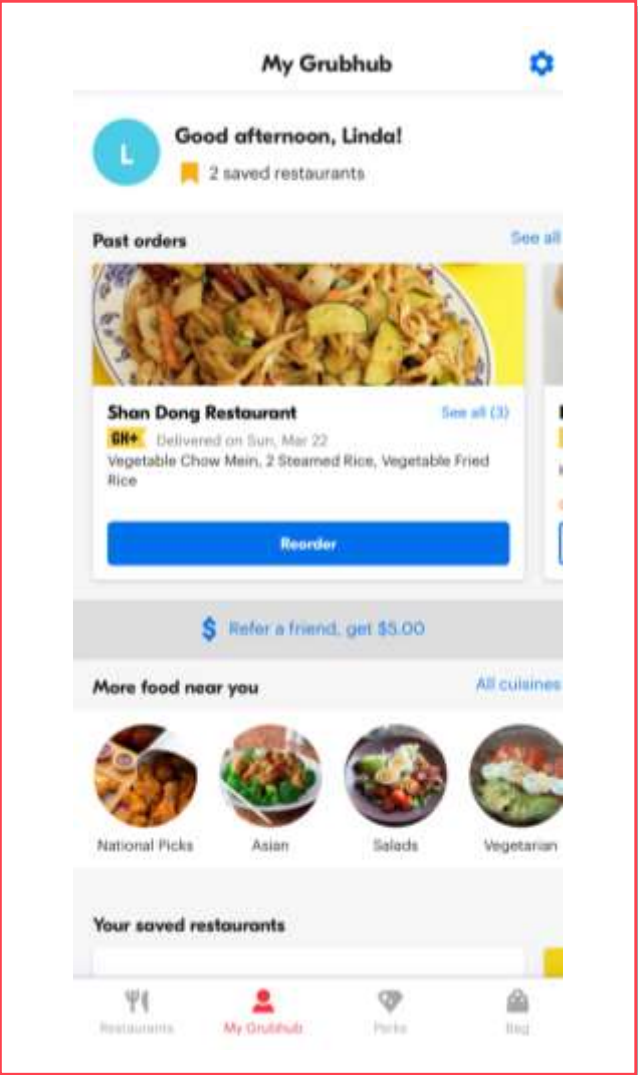 My Grubhub
L
Good afternoon, Linda!
2 saved restaurants
Past orders
See all
Shan Dong Restaurant
See all (3)
GH+ Delivered on Sun, Mar 22
Vegetable Chow Mein, 2 Steamed Rice, Vegetable Fried
Rice
Reorder
$ Refer a friend, get $5.00
More food near you
All cuisines
National Picks
Asian
Salads
Vegetarian
Your saved restaurants
Restaurants
My Grubhub
Perks
Bag